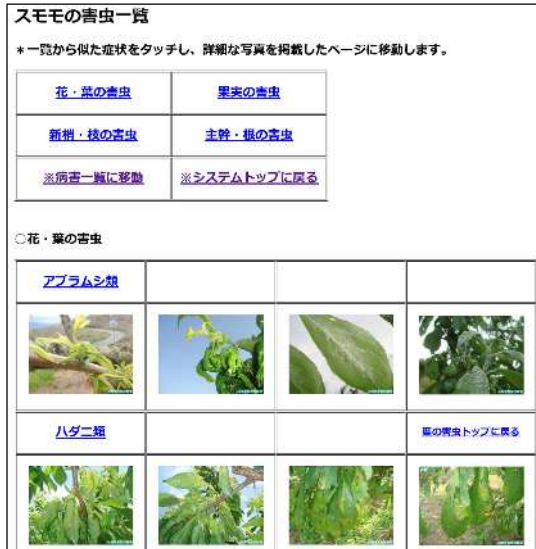 スモモの害虫一覧
*一覧から似た症状をタッチし、詳細な写真を掲載したページに移動します。
花・葉の害虫 果実の害虫
新梢・枝の害虫 主幹・根の害虫
※病害一覧に移動 ※システムトップに戻る
○花・葉の害虫
アブラムシ類
ハダニ類 葉の害虫トップに戻る